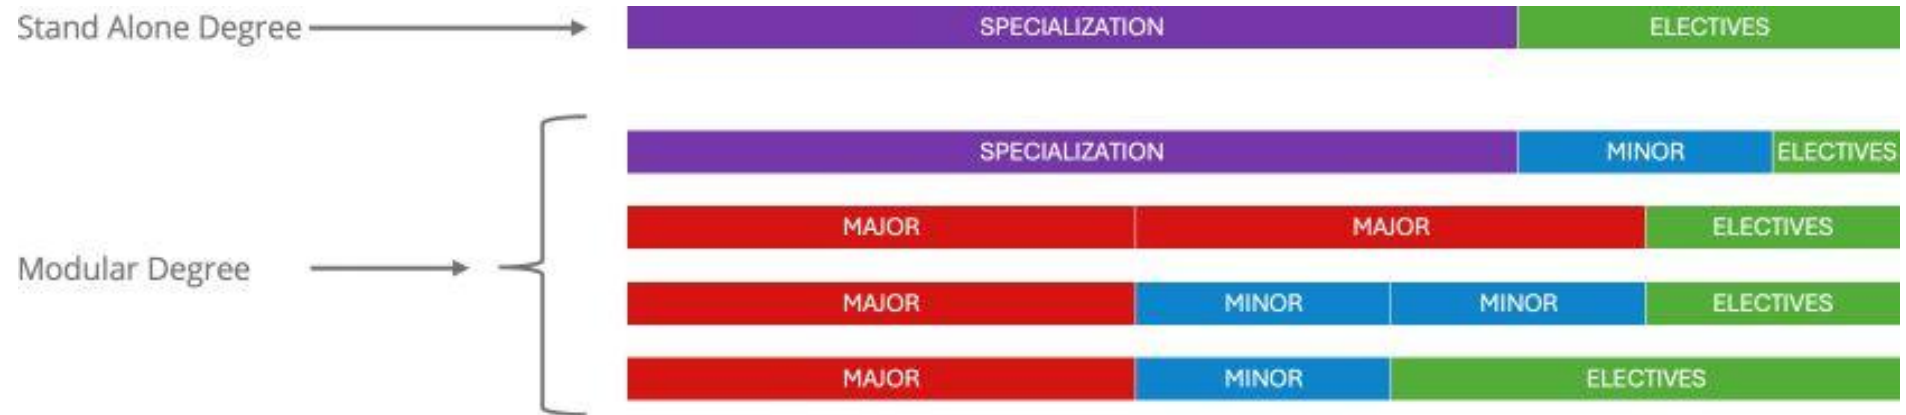 Stand Alone Degree
SPECIALIZATION ELECTIVES
SPECIALIZATION MINOR ELECTIVES
MAJOR MAJOR ELECTIVES
Modular Degree
MAJOR MINOR MINOR ELECTIVES
MAJOR MINOR ELECTIVES